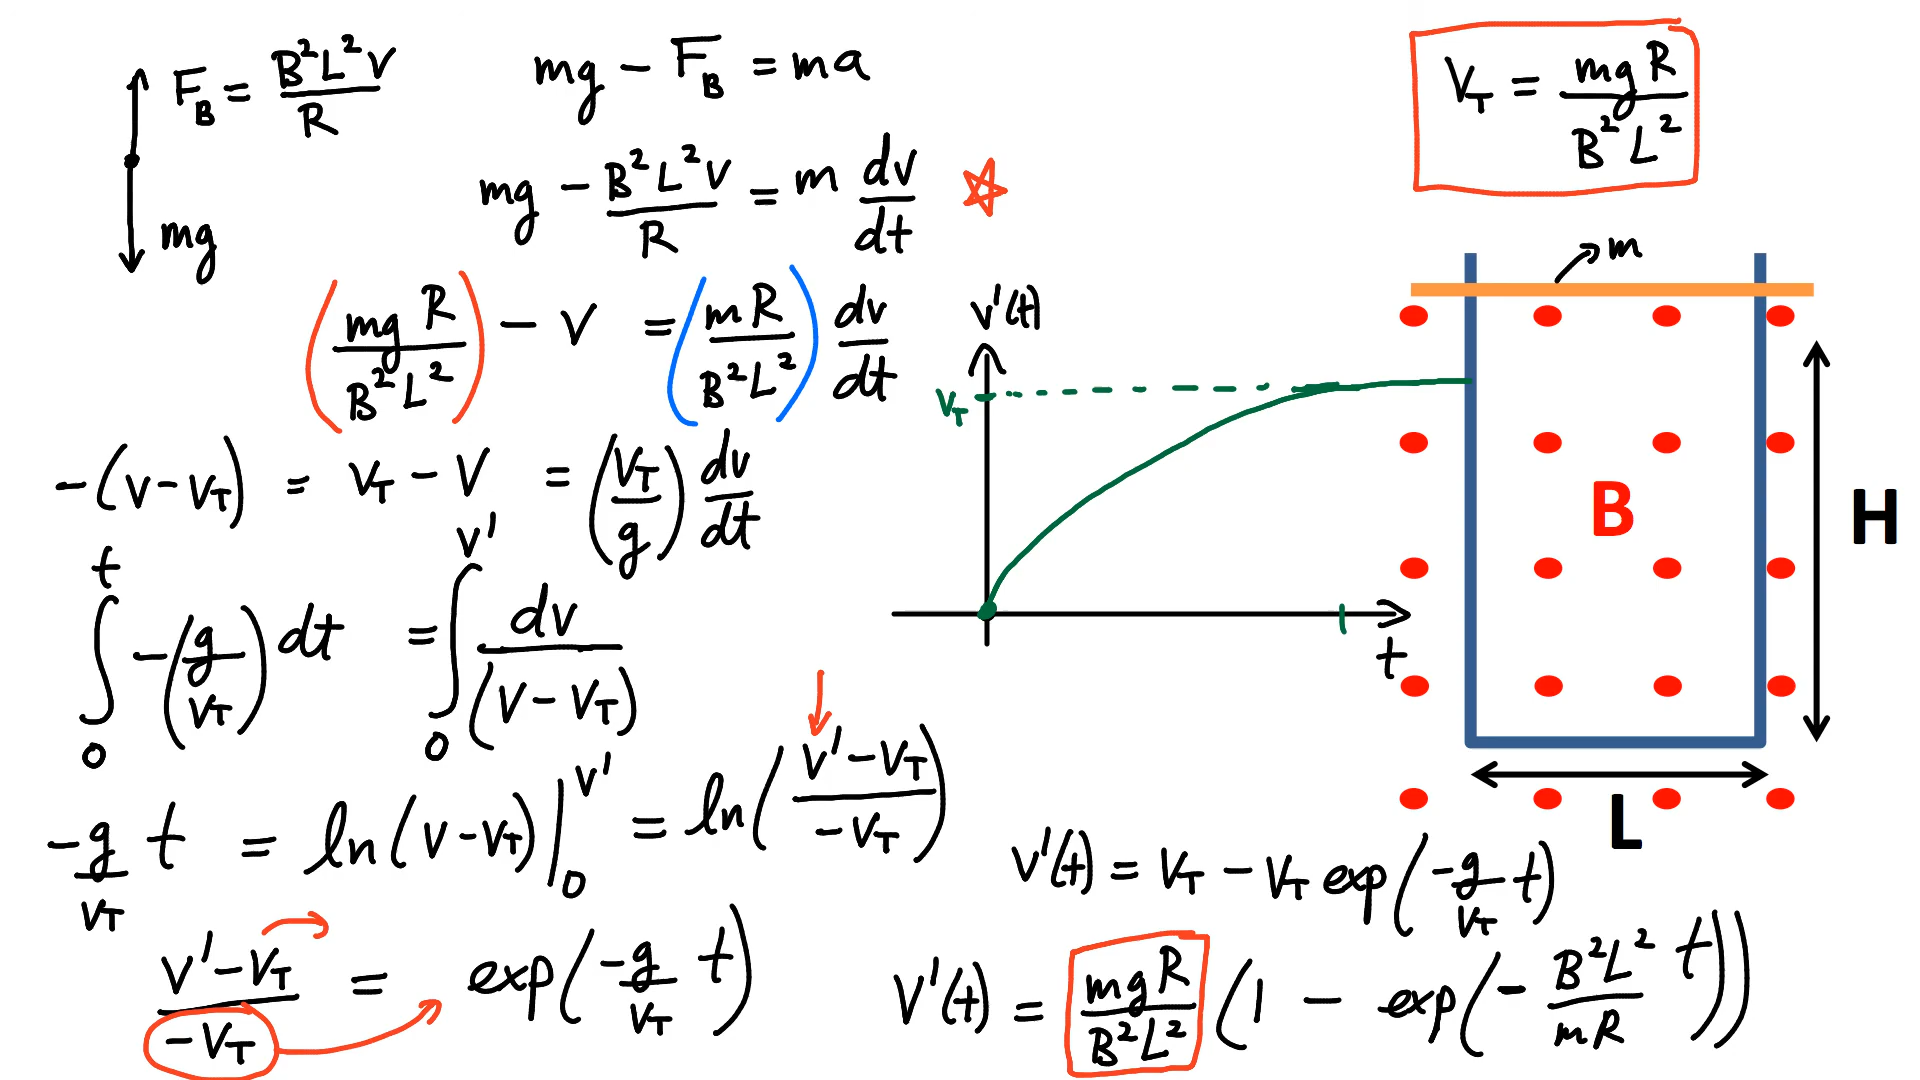 F_B = B²L²V / R
mg
mg - F_B = ma
mg - B²L²V / R = m dv/dt
(mgR / B²L²) - V = (mR / B²L²) dv/dt
-(V - V_T) = V_T - V = (V_T / g) dv/dt
∫₀ᵗ -(g / V_T) dt = ∫₀^V' dv / (V - V_T)
-g/V_T t = ln(V - V_T)|₀^V' = ln((V' - V_T) / -V_T)
(V' - V_T) / -V_T = exp(-g/V_T t)
V_T = mgR / B²L²
m
v'(t)
V_T
t
B
H
L
V'(t) = V_T - V_T exp(-g/V_T t)
V'(t) = mgR / B²L² (1 - exp(- B²L² / mR t))